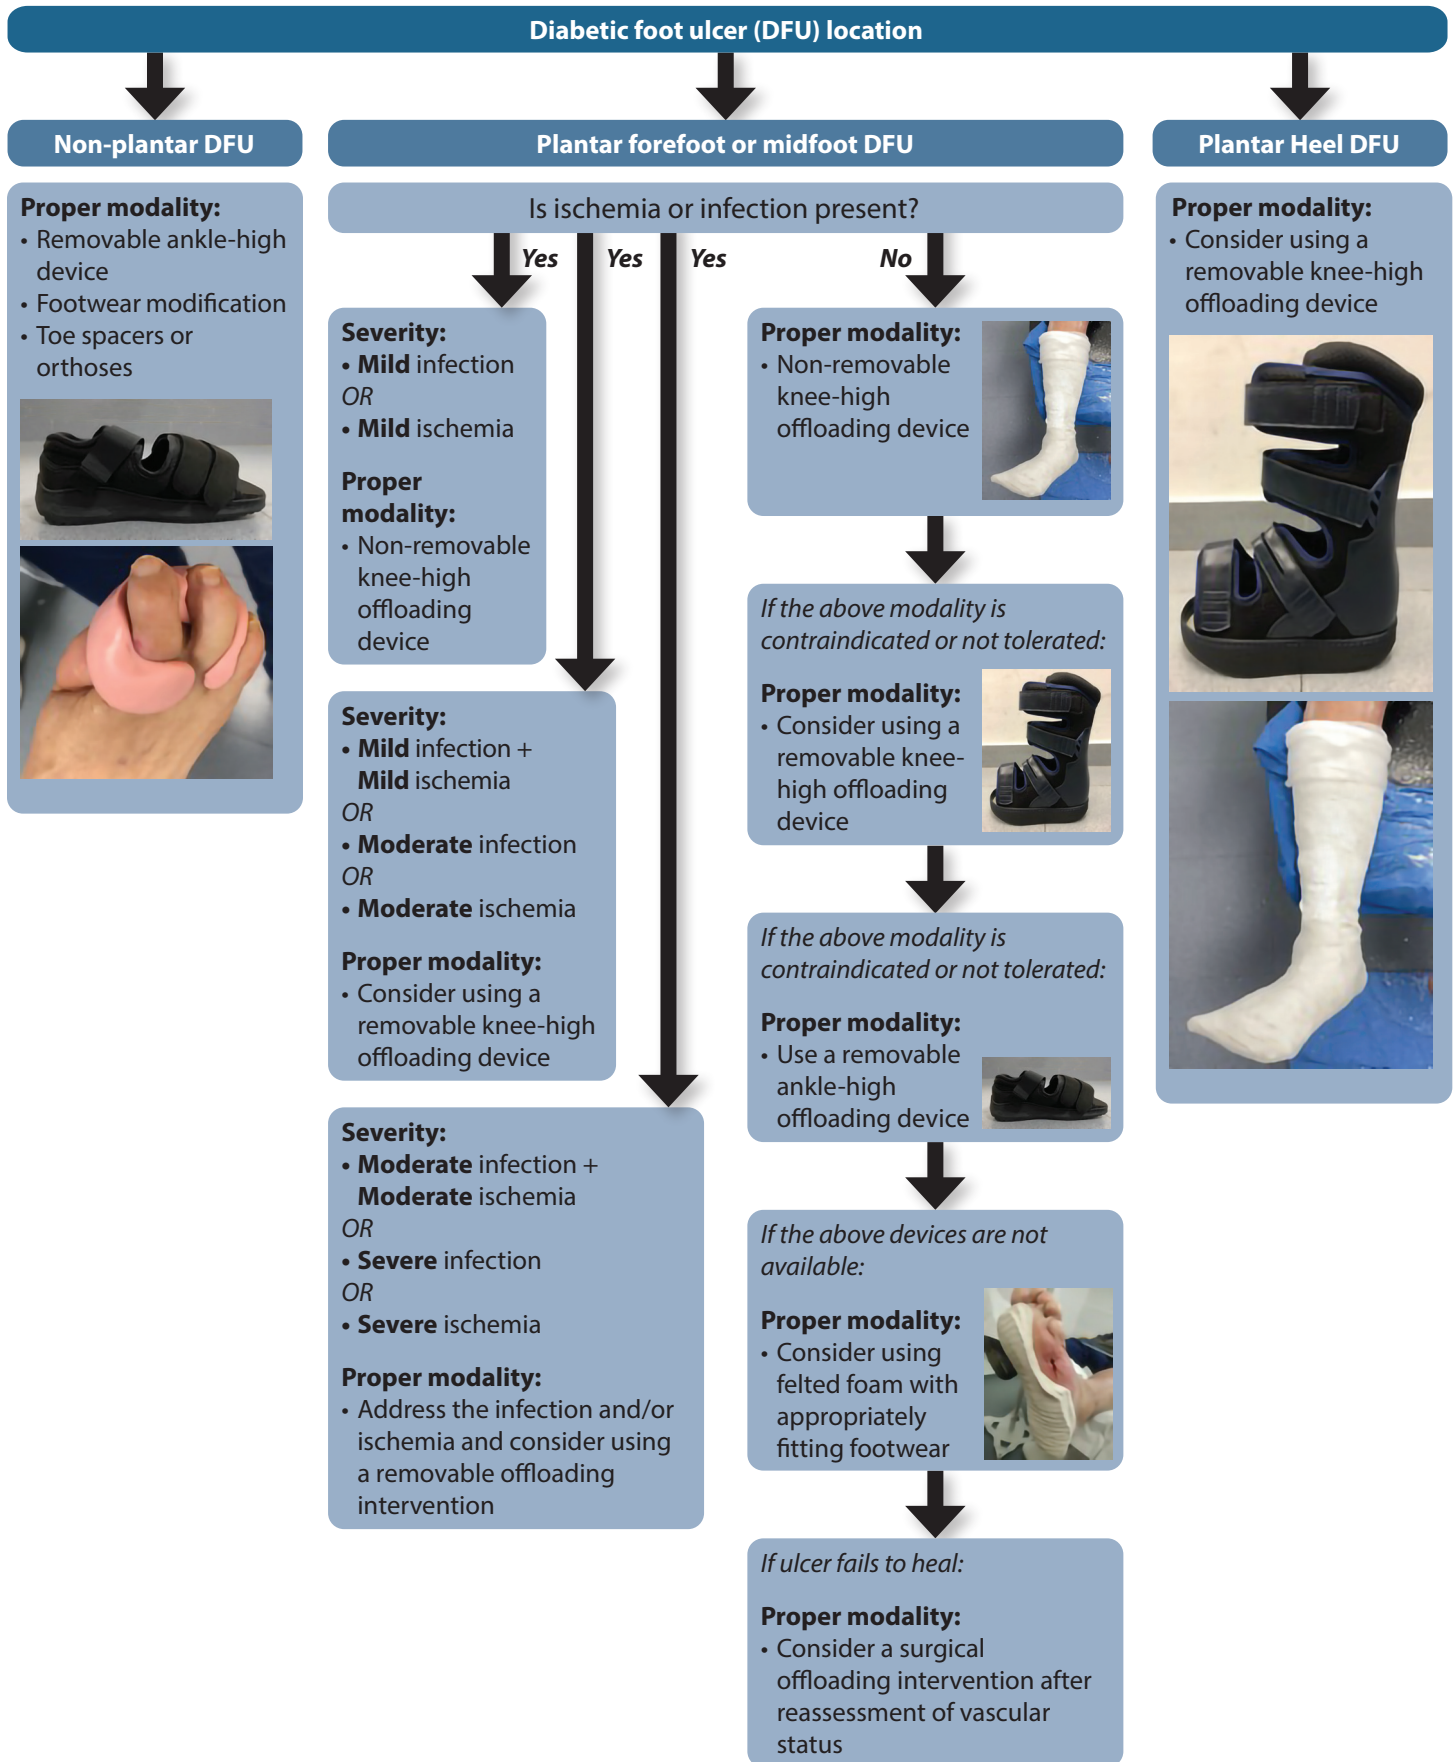 Diabetic foot ulcer (DFU) location
Non-plantar DFU
Proper modality:
• Removable ankle-high
device
• Footwear modification
• Toe spacers or
orthoses
Plantar forefoot or midfoot DFU
Is ischemia or infection present?
Yes
Yes
Yes
No
Severity:
• Mild infection
OR
• Mild ischemia
Proper
modality:
• Non-removable
knee-high
offloading
device
Severity:
• Mild infection +
Mild ischemia
OR
• Moderate infection
OR
• Moderate ischemia
Proper modality:
• Consider using a
removable knee-high
offloading device
Severity:
• Moderate infection +
Moderate ischemia
OR
• Severe infection
OR
• Severe ischemia
Proper modality:
• Address the infection and/or
ischemia and consider using
a removable offloading
intervention
Proper modality:
• Non-removable
knee-high
offloading device
If the above modality is
contraindicated or not tolerated:
Proper modality:
• Consider using a
removable knee-
high offloading
device
If the above modality is
contraindicated or not tolerated:
Proper modality:
• Use a removable
ankle-high
offloading device
If the above devices are not
available:
Proper modality:
• Consider using
felted foam with
appropriately
fitting footwear
If ulcer fails to heal:
Proper modality:
• Consider a surgical
offloading intervention after
reassessment of vascular
status
Plantar Heel DFU
Proper modality:
• Consider using a
removable knee-high
offloading device